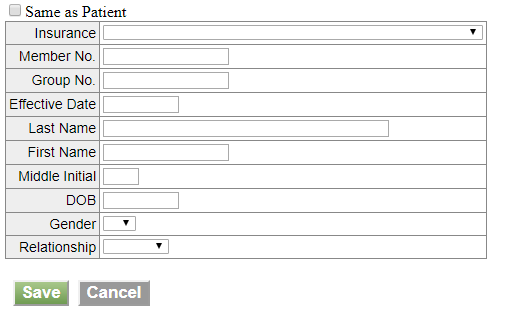 Same as Patient
Insurance
Member No.
Group No.
Effective Date
Last Name
First Name
Middle Initial
DOB
Gender
Relationship
Save Cancel